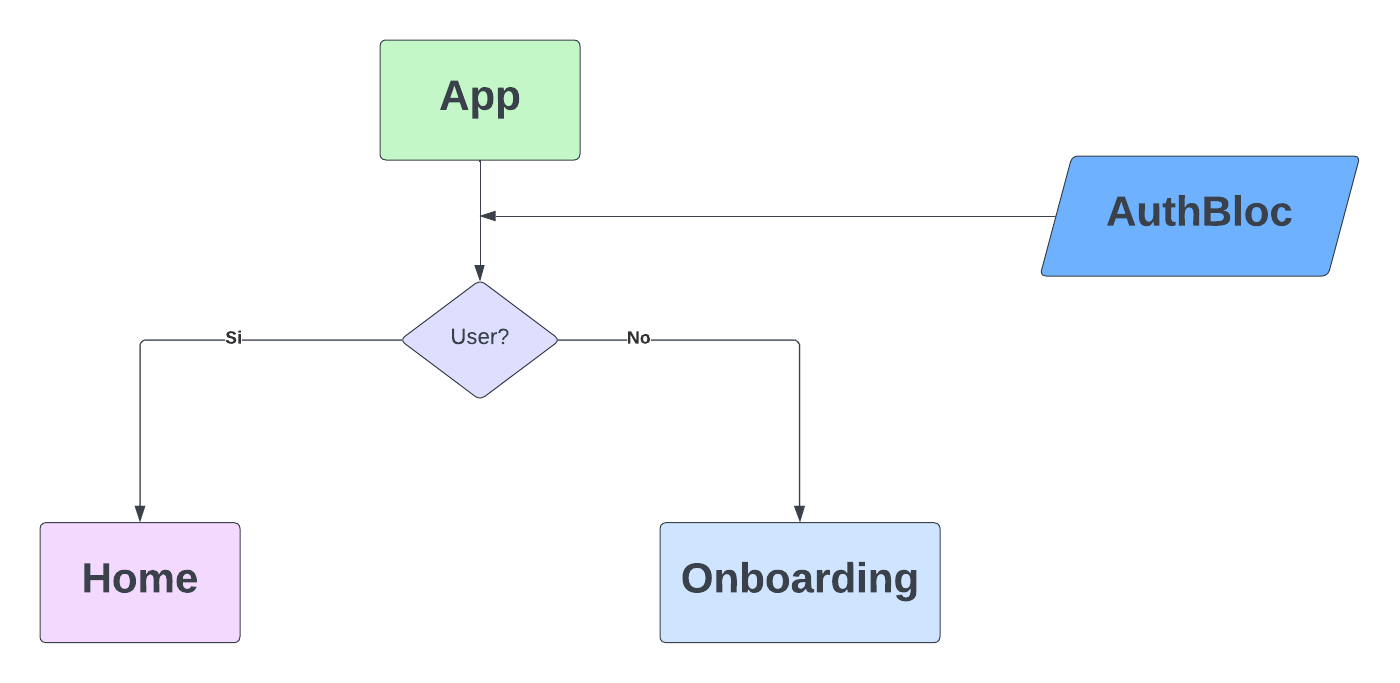 App
AuthBloc
User?
Si
No
Home
Onboarding